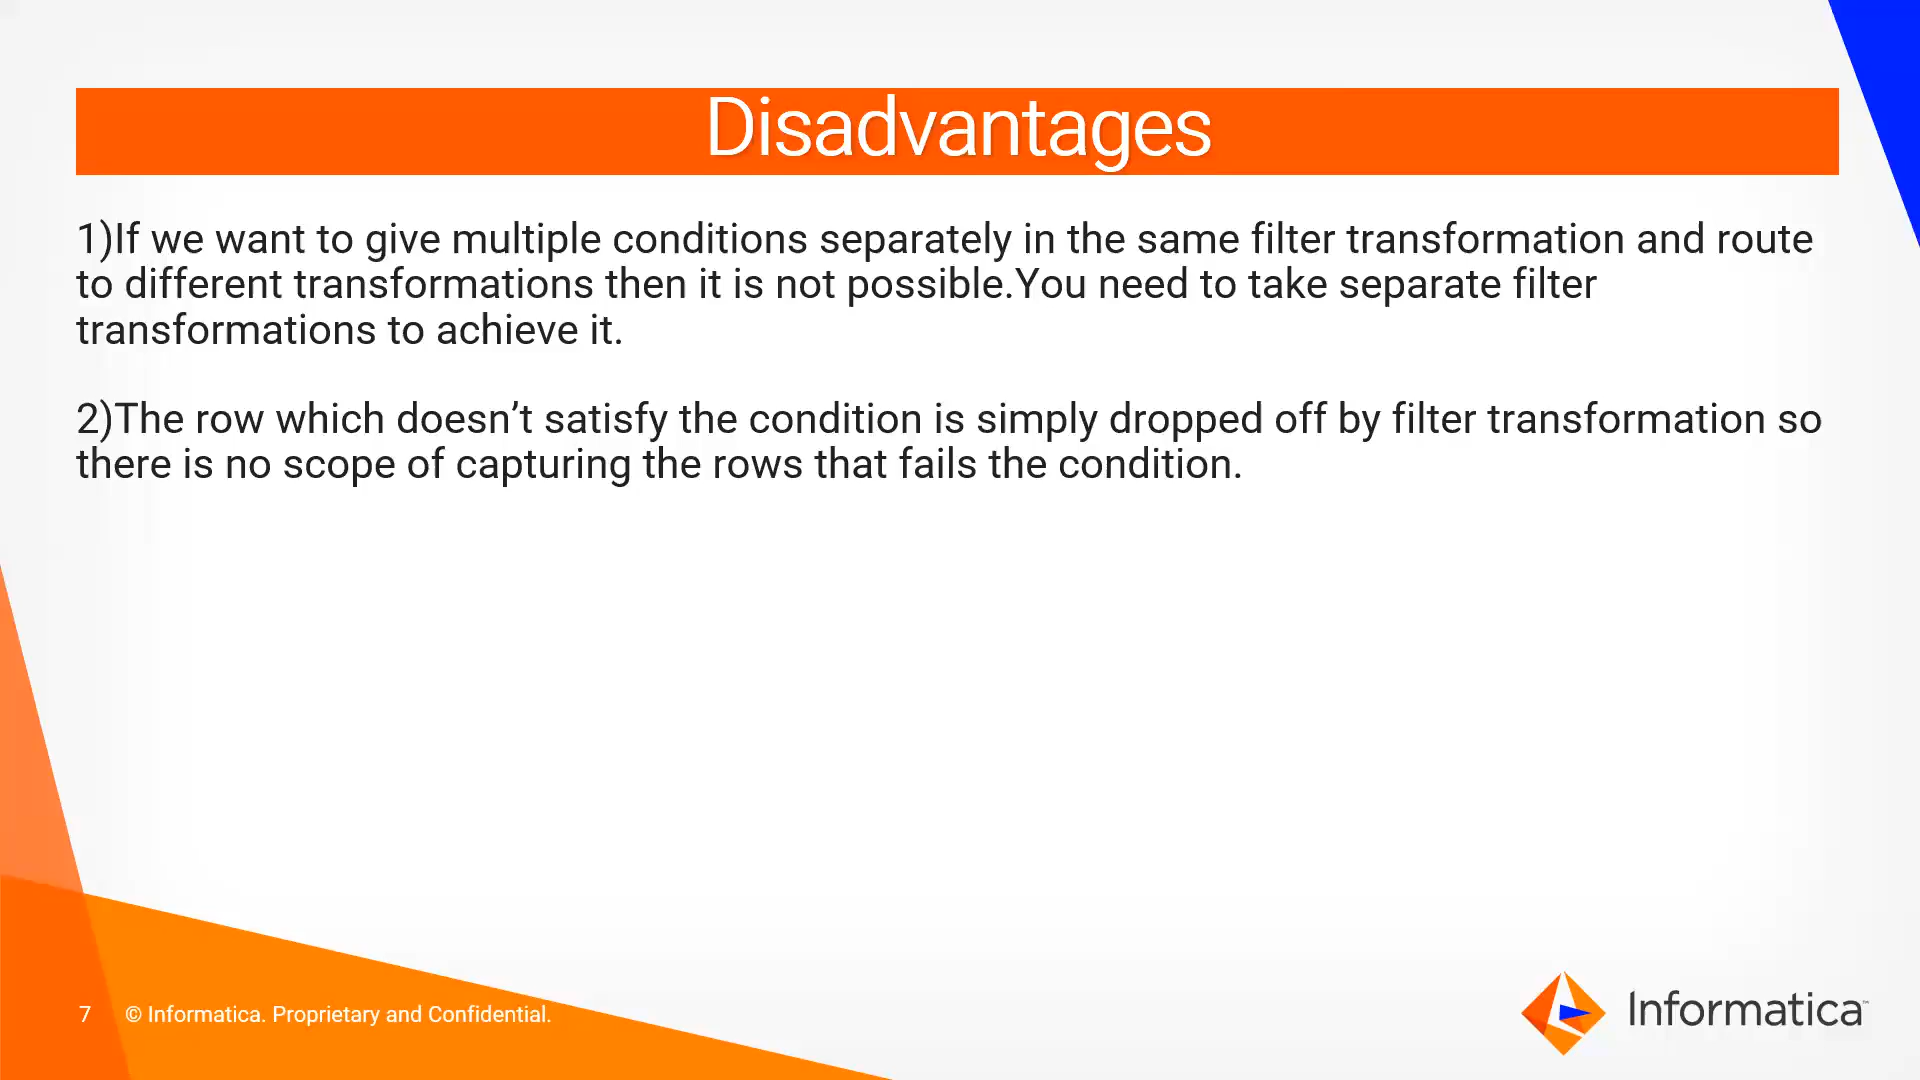 Disadvantages
1)If we want to give multiple conditions separately in the same filter transformation and route
to different transformations then it is not possible.You need to take separate filter
transformations to achieve it.
2)The row which doesn’t satisfy the condition is simply dropped off by filter transformation so
there is no scope of capturing the rows that fails the condition.
7 © Informatica. Proprietary and Confidential.
Informatica™